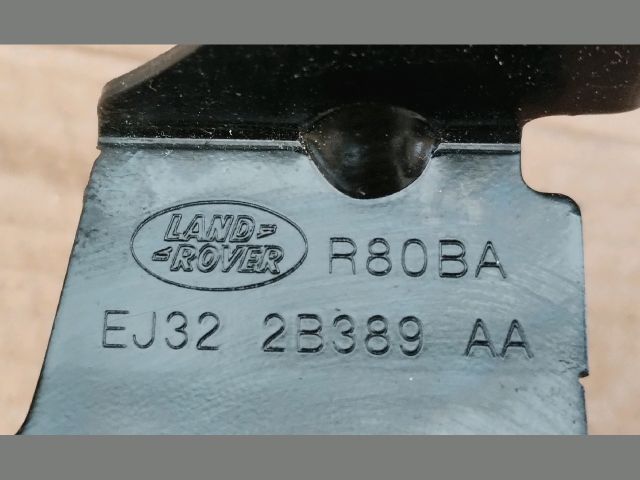 LAND
ROVER R80BA
EJ32 2B389 AA